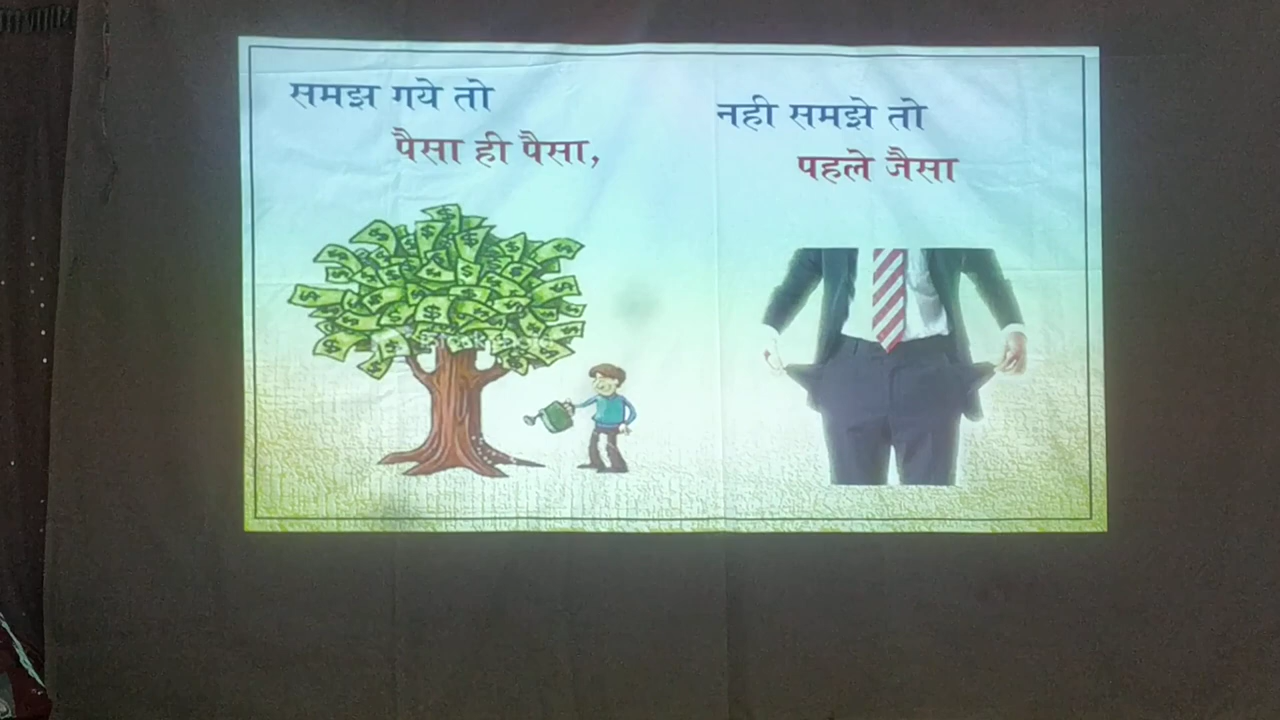 समझ गये तो
पैसा ही पैसा,
नही समझे तो
पहले जैसा